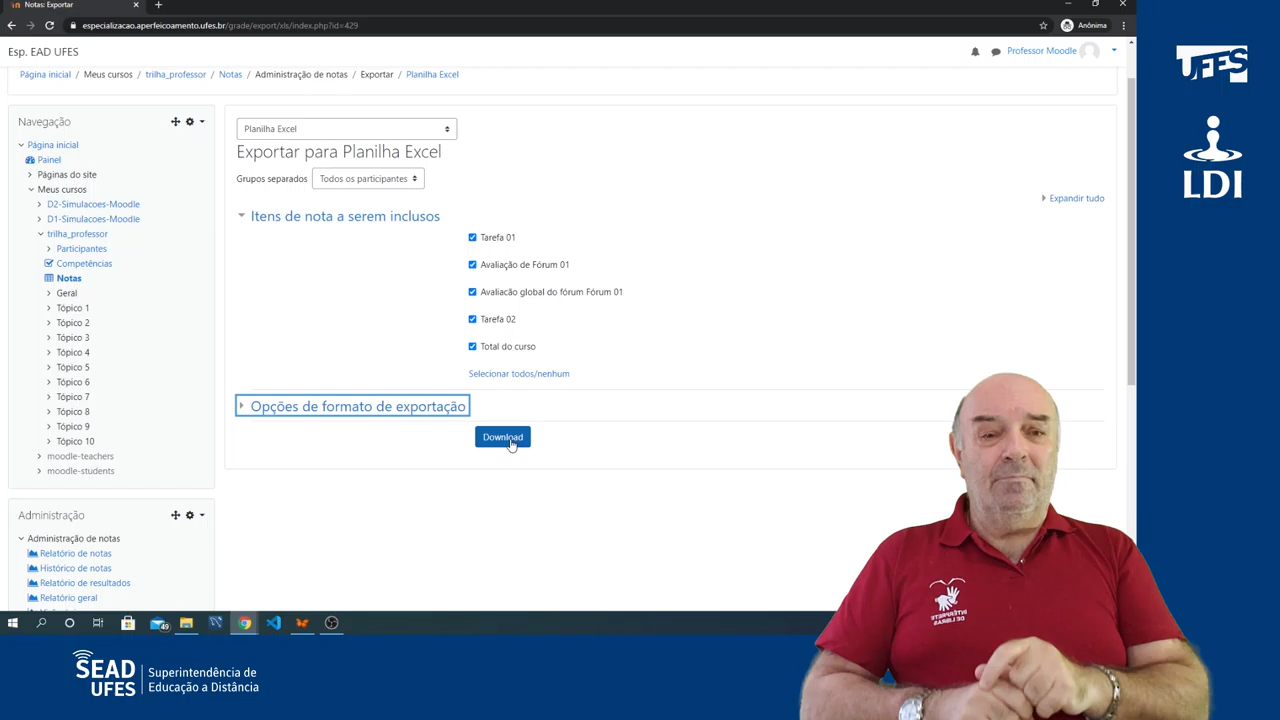 Notas: Exportar
especializacao.aperfeicoamento.ufes.br/grade/export/xls/index.php?id=429
Anônima
Esp. EAD UFES
Professor Moodle
Página inicial / Meus cursos / trilha_professor / Notas / Administração de notas / Exportar / Planilha Excel
Navegação
Página inicial
Painel
Páginas do site
Meus cursos
D2-Simulacoes-Moodle
D1-Simulacoes-Moodle
trilha_professor
Participantes
Competências
Notas
Geral
Tópico 1
Tópico 2
Tópico 3
Tópico 4
Tópico 5
Tópico 6
Tópico 7
Tópico 8
Tópico 9
Tópico 10
moodle-teachers
moodle-students
Administração
Administração de notas
Relatório de notas
Histórico de notas
Relatório de resultados
Relatório geral
Planilha Excel
Exportar para Planilha Excel
Grupos separados Todos os participantes
Expandir tudo
Itens de nota a serem inclusos
Tarefa 01
Avaliação de Fórum 01
Avaliacão global do fórum Fórum 01
Tarefa 02
Total do curso
Selecionar todos/nenhum
Opções de formato de exportação
Download
49
UFES
LDI
INTÉRPRETE
DE LIBRAS
SEAD
UFES
Superintendência de
Educação a Distância